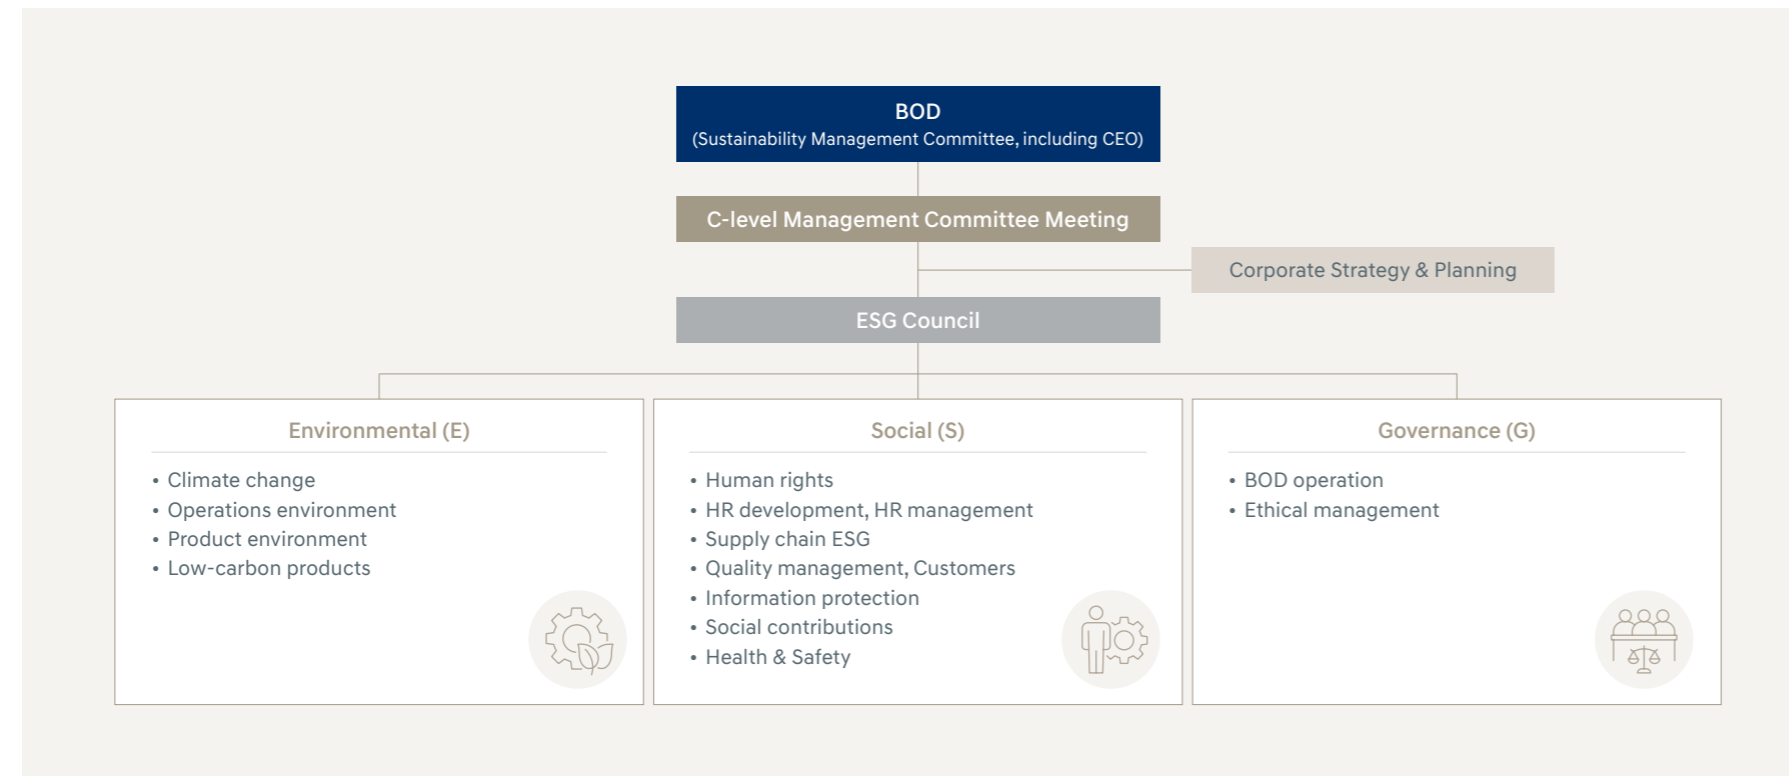 BOD
(Sustainability Management Committee, including CEO)
C-level Management Committee Meeting
Corporate Strategy & Planning
ESG Council
Environmental (E)
• Climate change
• Operations environment
• Product environment
• Low-carbon products
Social (S)
• Human rights
• HR development, HR management
• Supply chain ESG
• Quality management, Customers
• Information protection
• Social contributions
• Health & Safety
Governance (G)
• BOD operation
• Ethical management